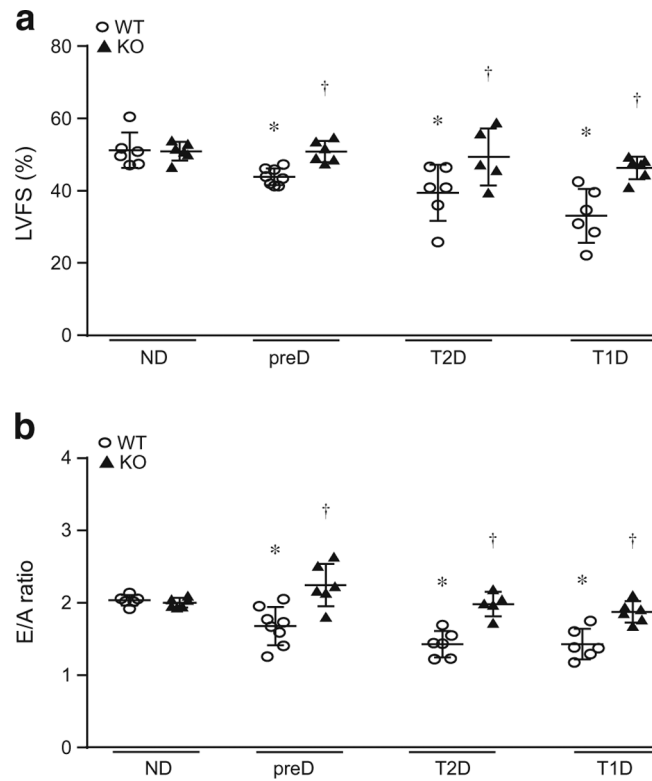 a
WT
KO
LVFS (%)
80
60
40
20
0
* † * † * †
ND preD T2D T1D
b
WT
KO
E/A ratio
4
3
2
1
0
* † * † * †
ND preD T2D T1D